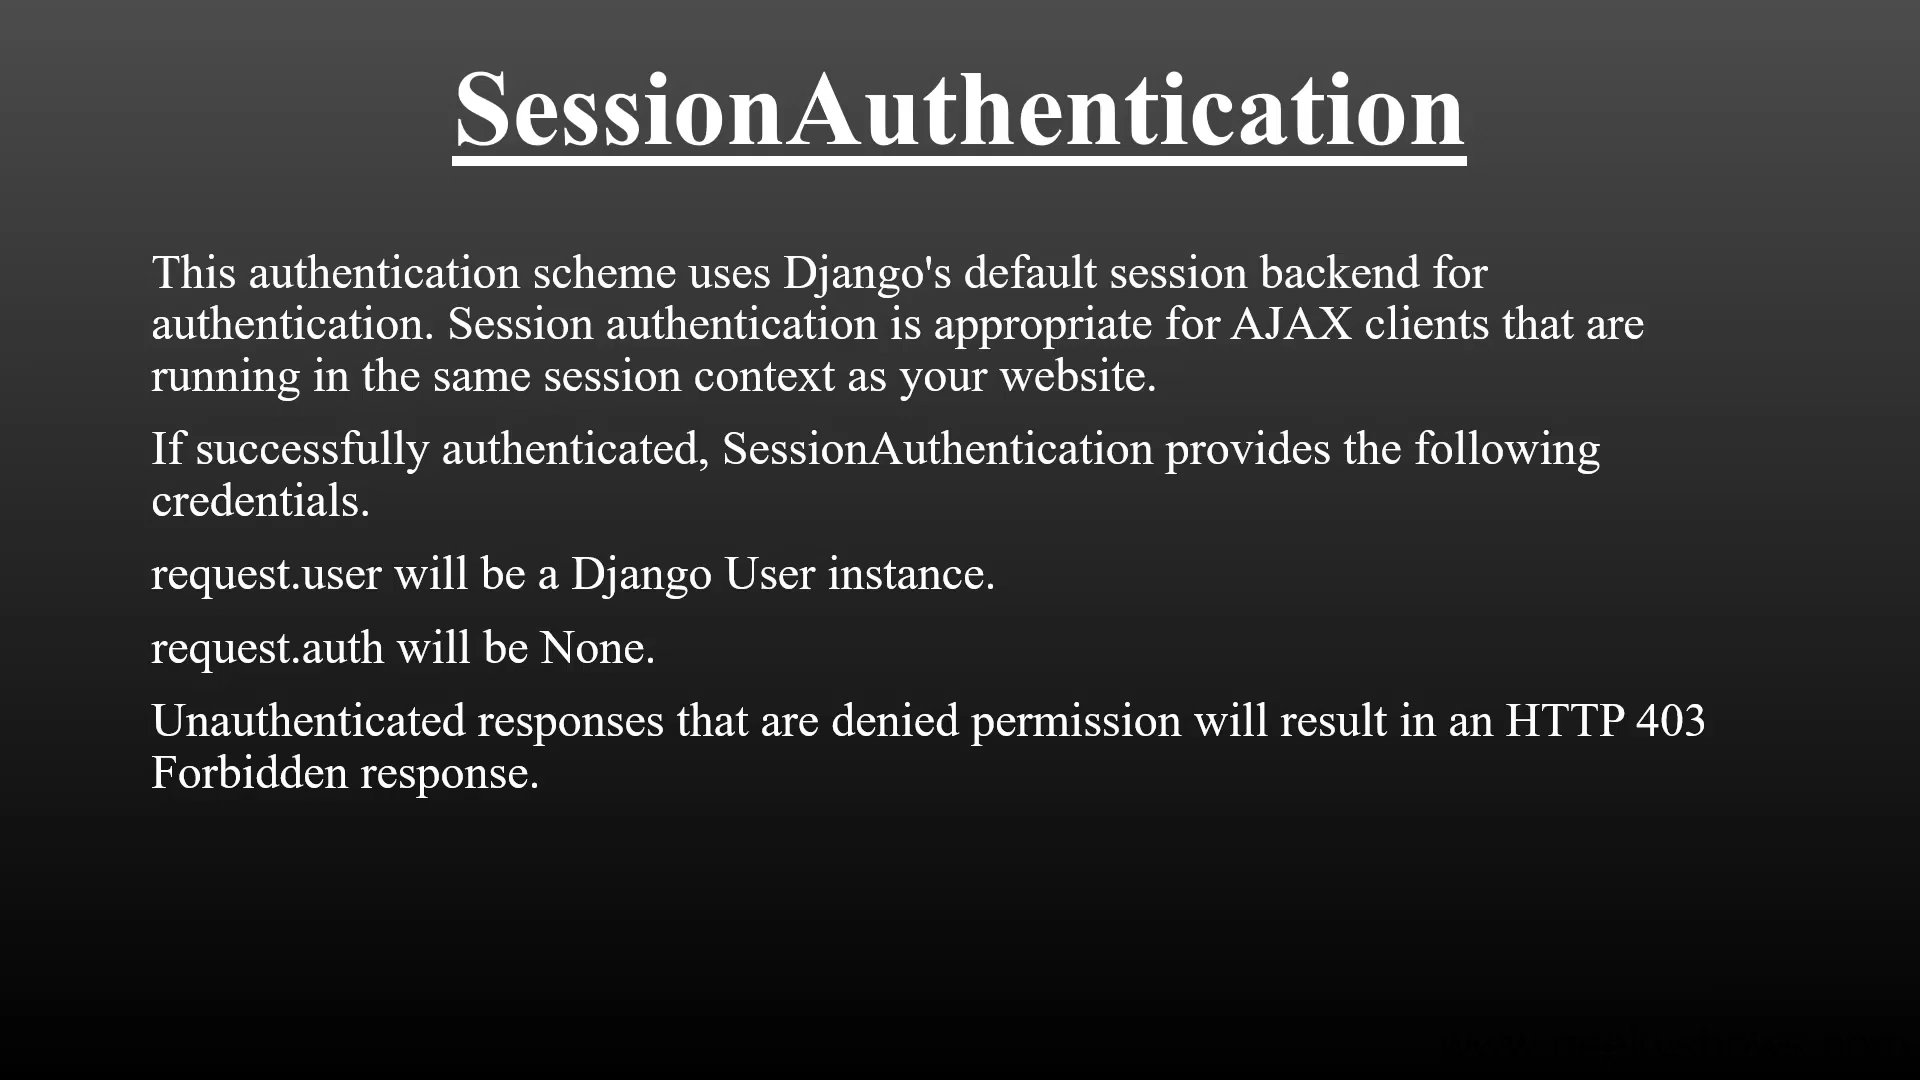 SessionAuthentication
This authentication scheme uses Django's default session backend for
authentication. Session authentication is appropriate for AJAX clients that are
running in the same session context as your website.
If successfully authenticated, SessionAuthentication provides the following
credentials.
request.user will be a Django User instance.
request.auth will be None.
Unauthenticated responses that are denied permission will result in an HTTP 403
Forbidden response.